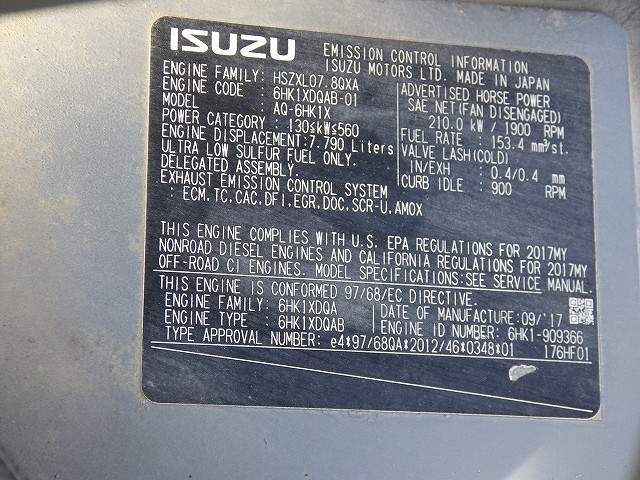 ISUZU EMISSION CONTROL INFORMATION
ISUZU MOTORS LTD. MADE IN JAPAN
ENGINE FAMILY: HSZXL07.8QXA
ENGINE CODE : 6HK1XDQAB-01
MODEL : AQ-6HK1X
POWER CATEGORY : 130≤kW≤560
ENGINE DISPLACEMENT:7.790 Liters
ULTRA LOW SULFUR FUEL ONLY.
DELEGATED ASSEMBLY.
EXHAUST EMISSION CONTROL SYSTEM
: ECM,TC,CAC,DFI,EGR,DOC,SCR-U,AMOX
ADVERTISED HORSE POWER
SAE NET(FAN DISENGAGED)
210.0 kW / 1900 RPM
FUEL RATE : 153.4 mm³/st.
VALVE LASH(COLD)
IN/EXH : 0.4/0.4 mm
CURB IDLE : 900 RPM
THIS ENGINE COMPLIES WITH U.S. EPA REGULATIONS FOR 2017MY
NONROAD DIESEL ENGINES AND CALIFORNIA REGULATIONS FOR 2017MY
OFF-ROAD CI ENGINES. MODEL SPECIFICATIONS:SEE SERVICE MANUAL.
THIS ENGINE IS CONFORMED 97/68/EC DIRECTIVE.
ENGINE FAMILY : 6HK1XDQA
ENGINE TYPE : 6HK1XDQAB
DATE OF MANUFACTURE:09/'17
ENGINE ID NUMBER: 6HK1-909366
TYPE APPROVAL NUMBER: e4*97/68QA*2012/46*0348*01 176HF01